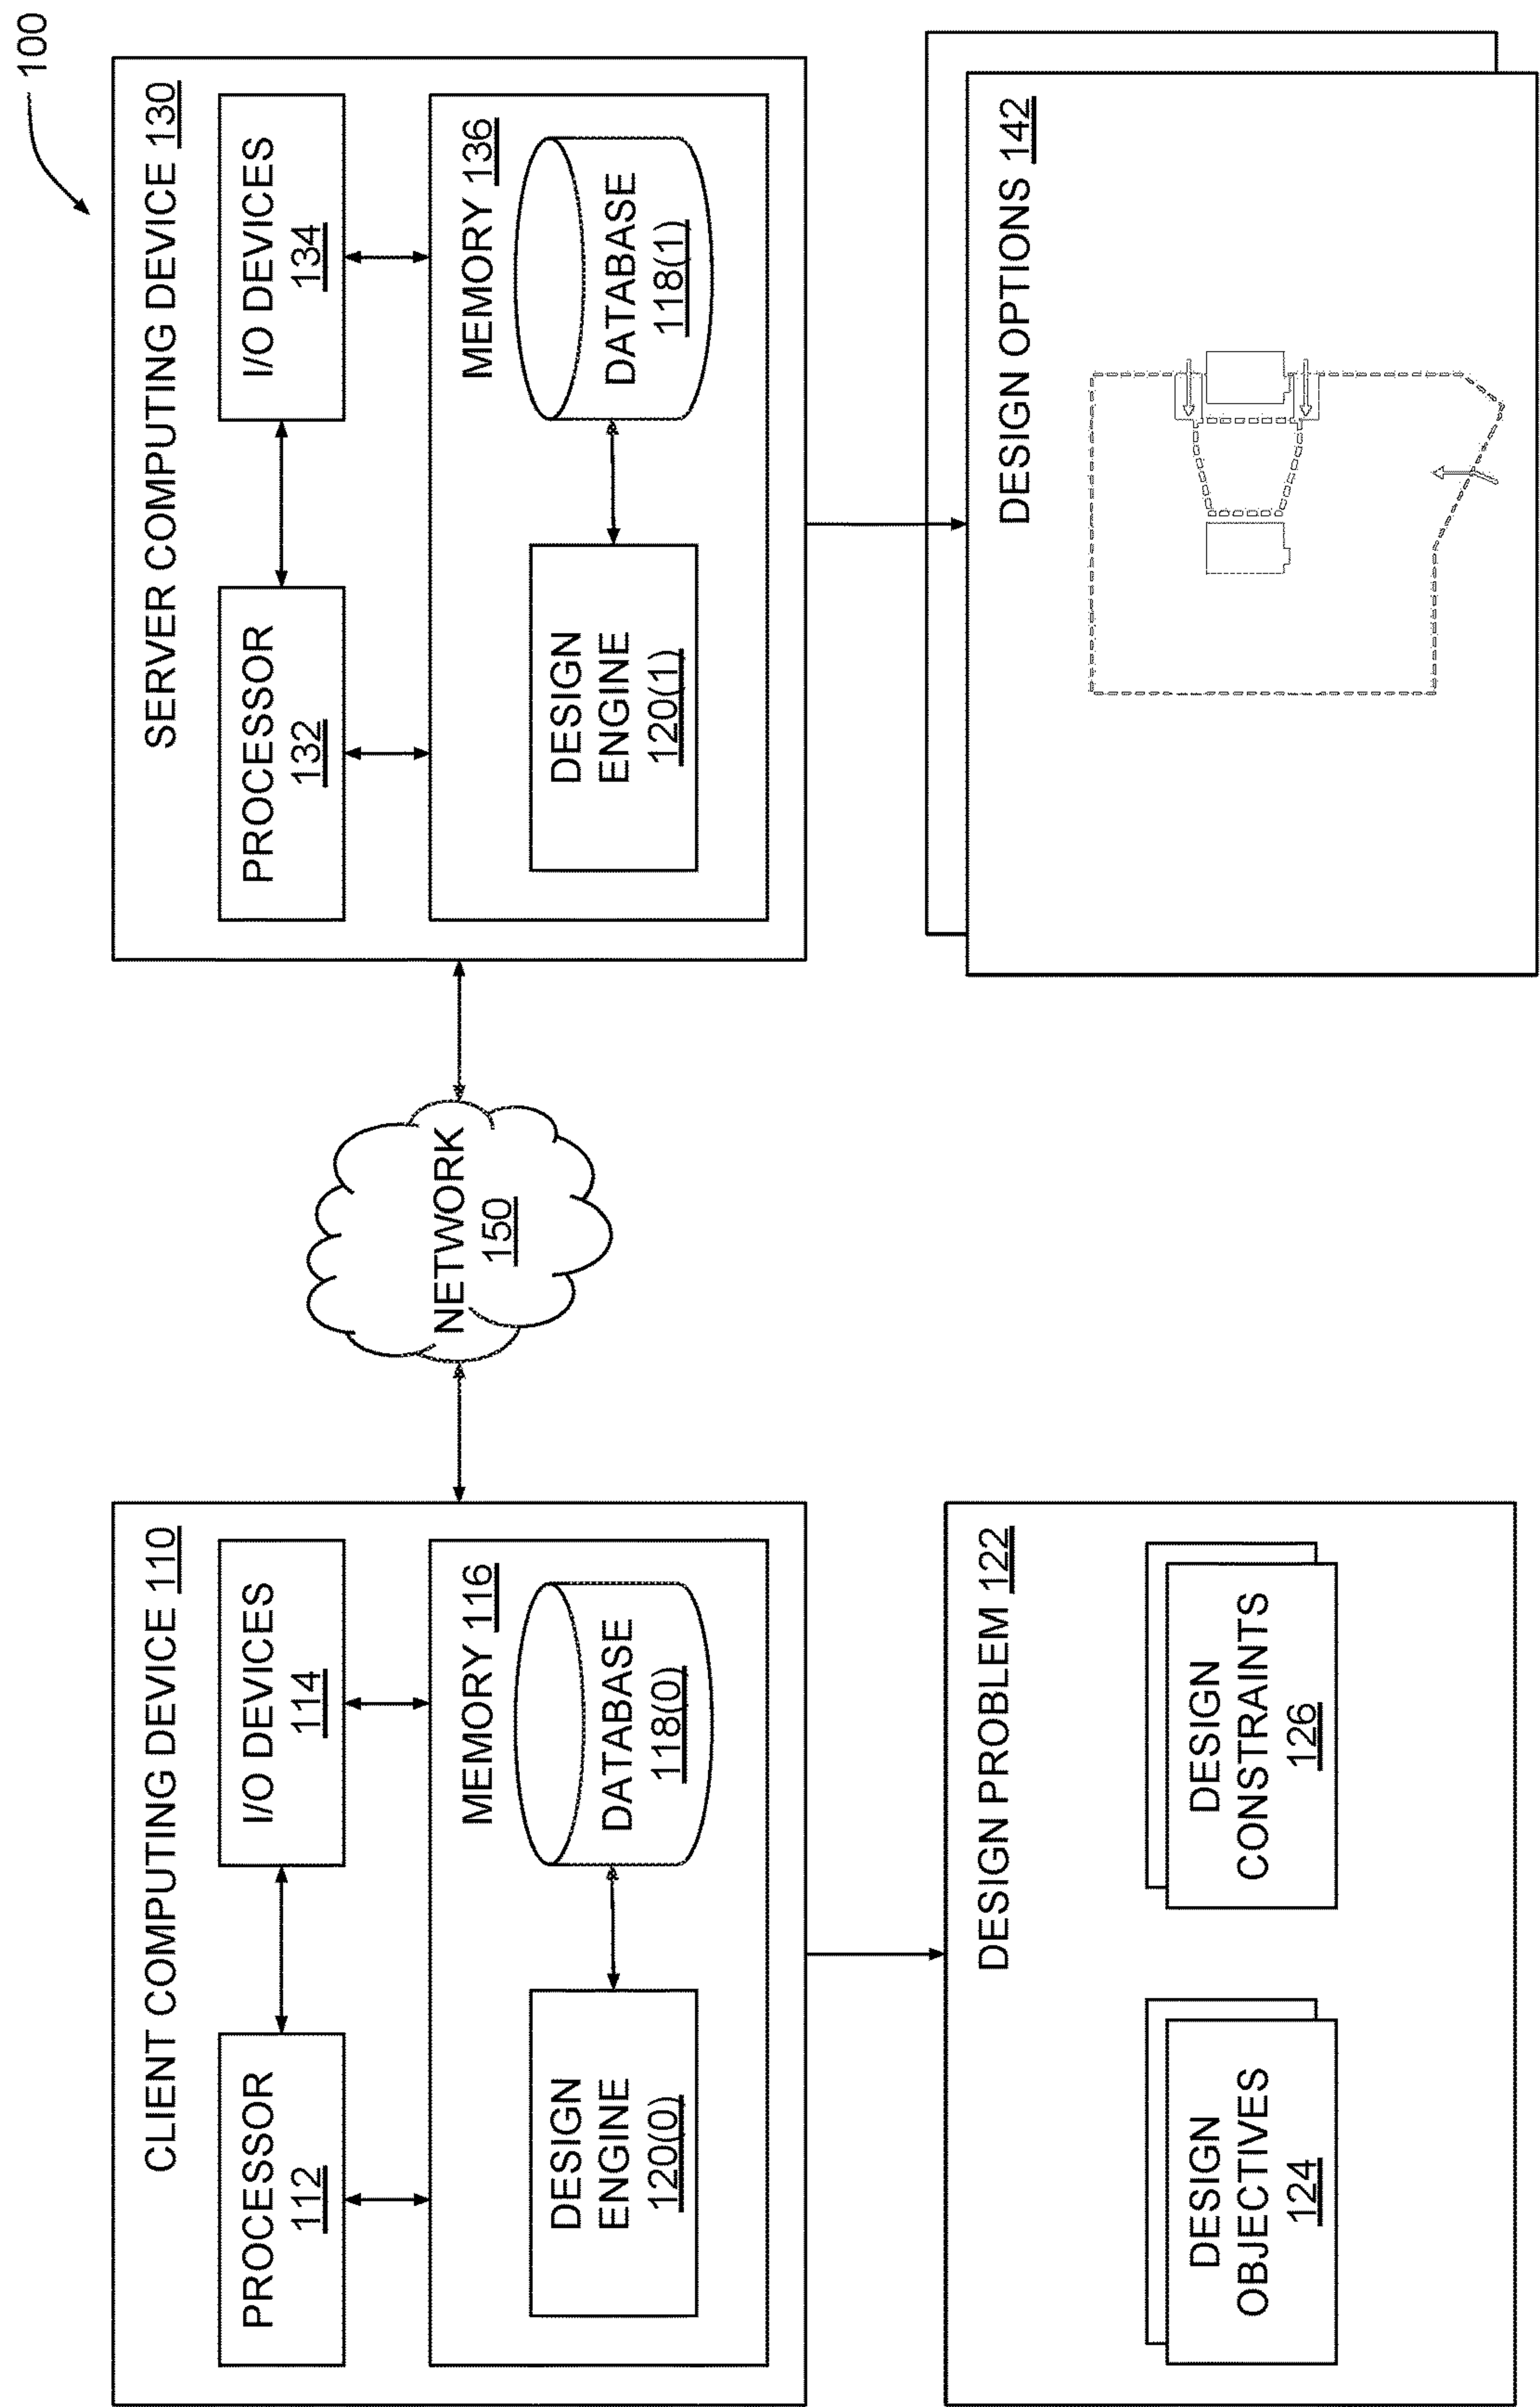 100
CLIENT COMPUTING DEVICE 110
PROCESSOR
112
I/O DEVICES
114
MEMORY 116
DESIGN
ENGINE
120(0)
DATABASE
118(0)
NETWORK
150
SERVER COMPUTING DEVICE 130
PROCESSOR
132
I/O DEVICES
134
MEMORY 136
DESIGN
ENGINE
120(1)
DATABASE
118(1)
DESIGN PROBLEM 122
DESIGN
OBJECTIVES
124
DESIGN
CONSTRAINTS
126
DESIGN OPTIONS 142